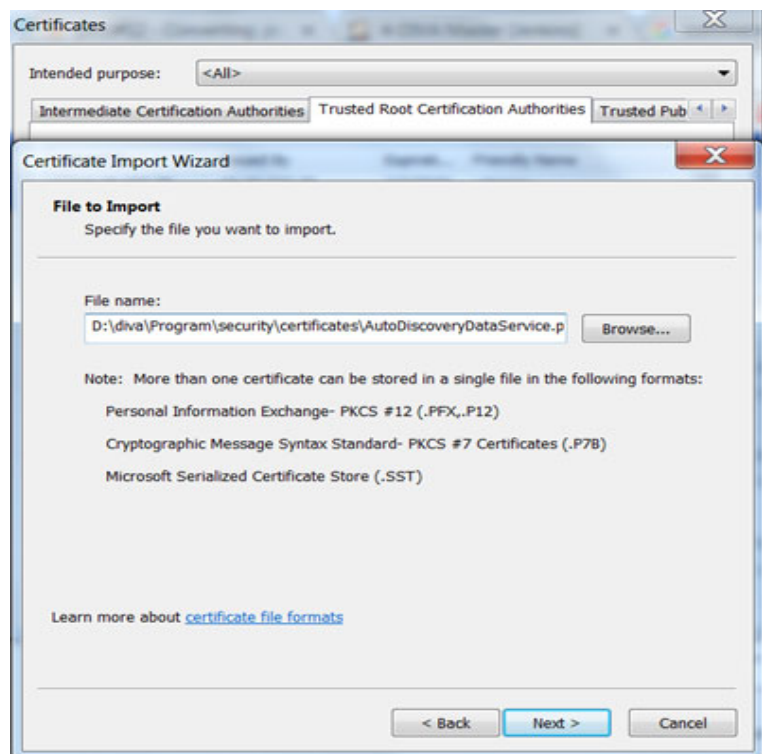 Certificates
Intended purpose: <All>
Intermediate Certification Authorities Trusted Root Certification Authorities Trusted Pub
Certificate Import Wizard
File to Import
Specify the file you want to import.
File name:
D:\diva\Program\security\certificates\AutoDiscoveryDataService.p Browse...
Note: More than one certificate can be stored in a single file in the following formats:
Personal Information Exchange- PKCS #12 (.PFX,.P12)
Cryptographic Message Syntax Standard- PKCS #7 Certificates (.P7B)
Microsoft Serialized Certificate Store (.SST)
Learn more about certificate file formats
< Back Next > Cancel